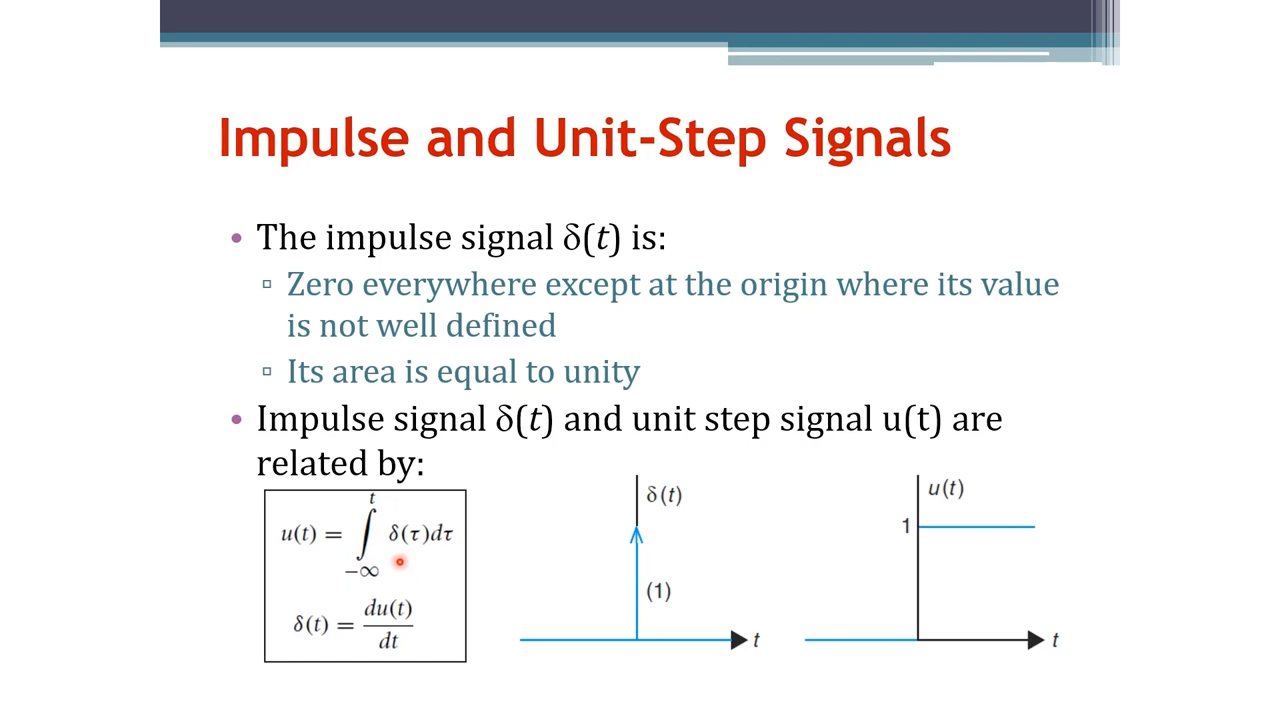 Impulse and Unit-Step Signals
• The impulse signal δ(t) is:
▫ Zero everywhere except at the origin where its value
is not well defined
▫ Its area is equal to unity
• Impulse signal δ(t) and unit step signal u(t) are
related by:
u(t) = ∫_{-∞}^{t} δ(τ)dτ
δ(t) = du(t)/dt
δ(t)
(1)
t
u(t)
1
t